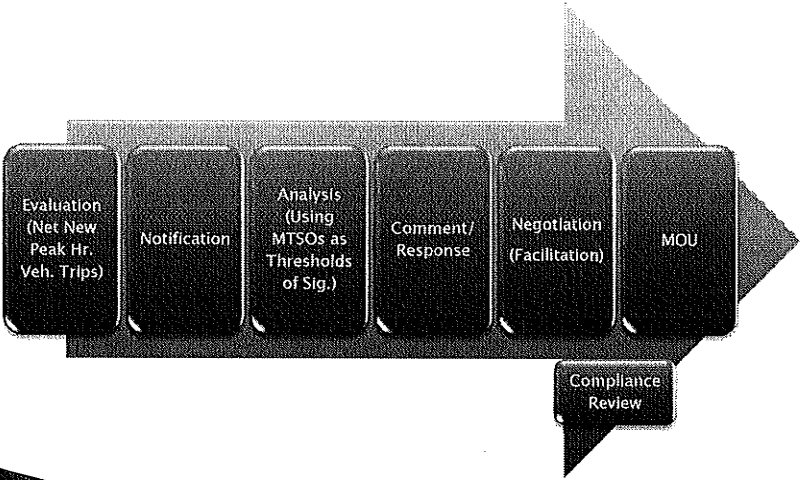 Evaluation
(Net New
Peak Hr.
Veh. Trips)
Notification
Analysis
(Using
MTSOs as
Thresholds
of Sig.)
Comment/
Response
Negotiation
(Facilitation)
MOU
Compliance
Review